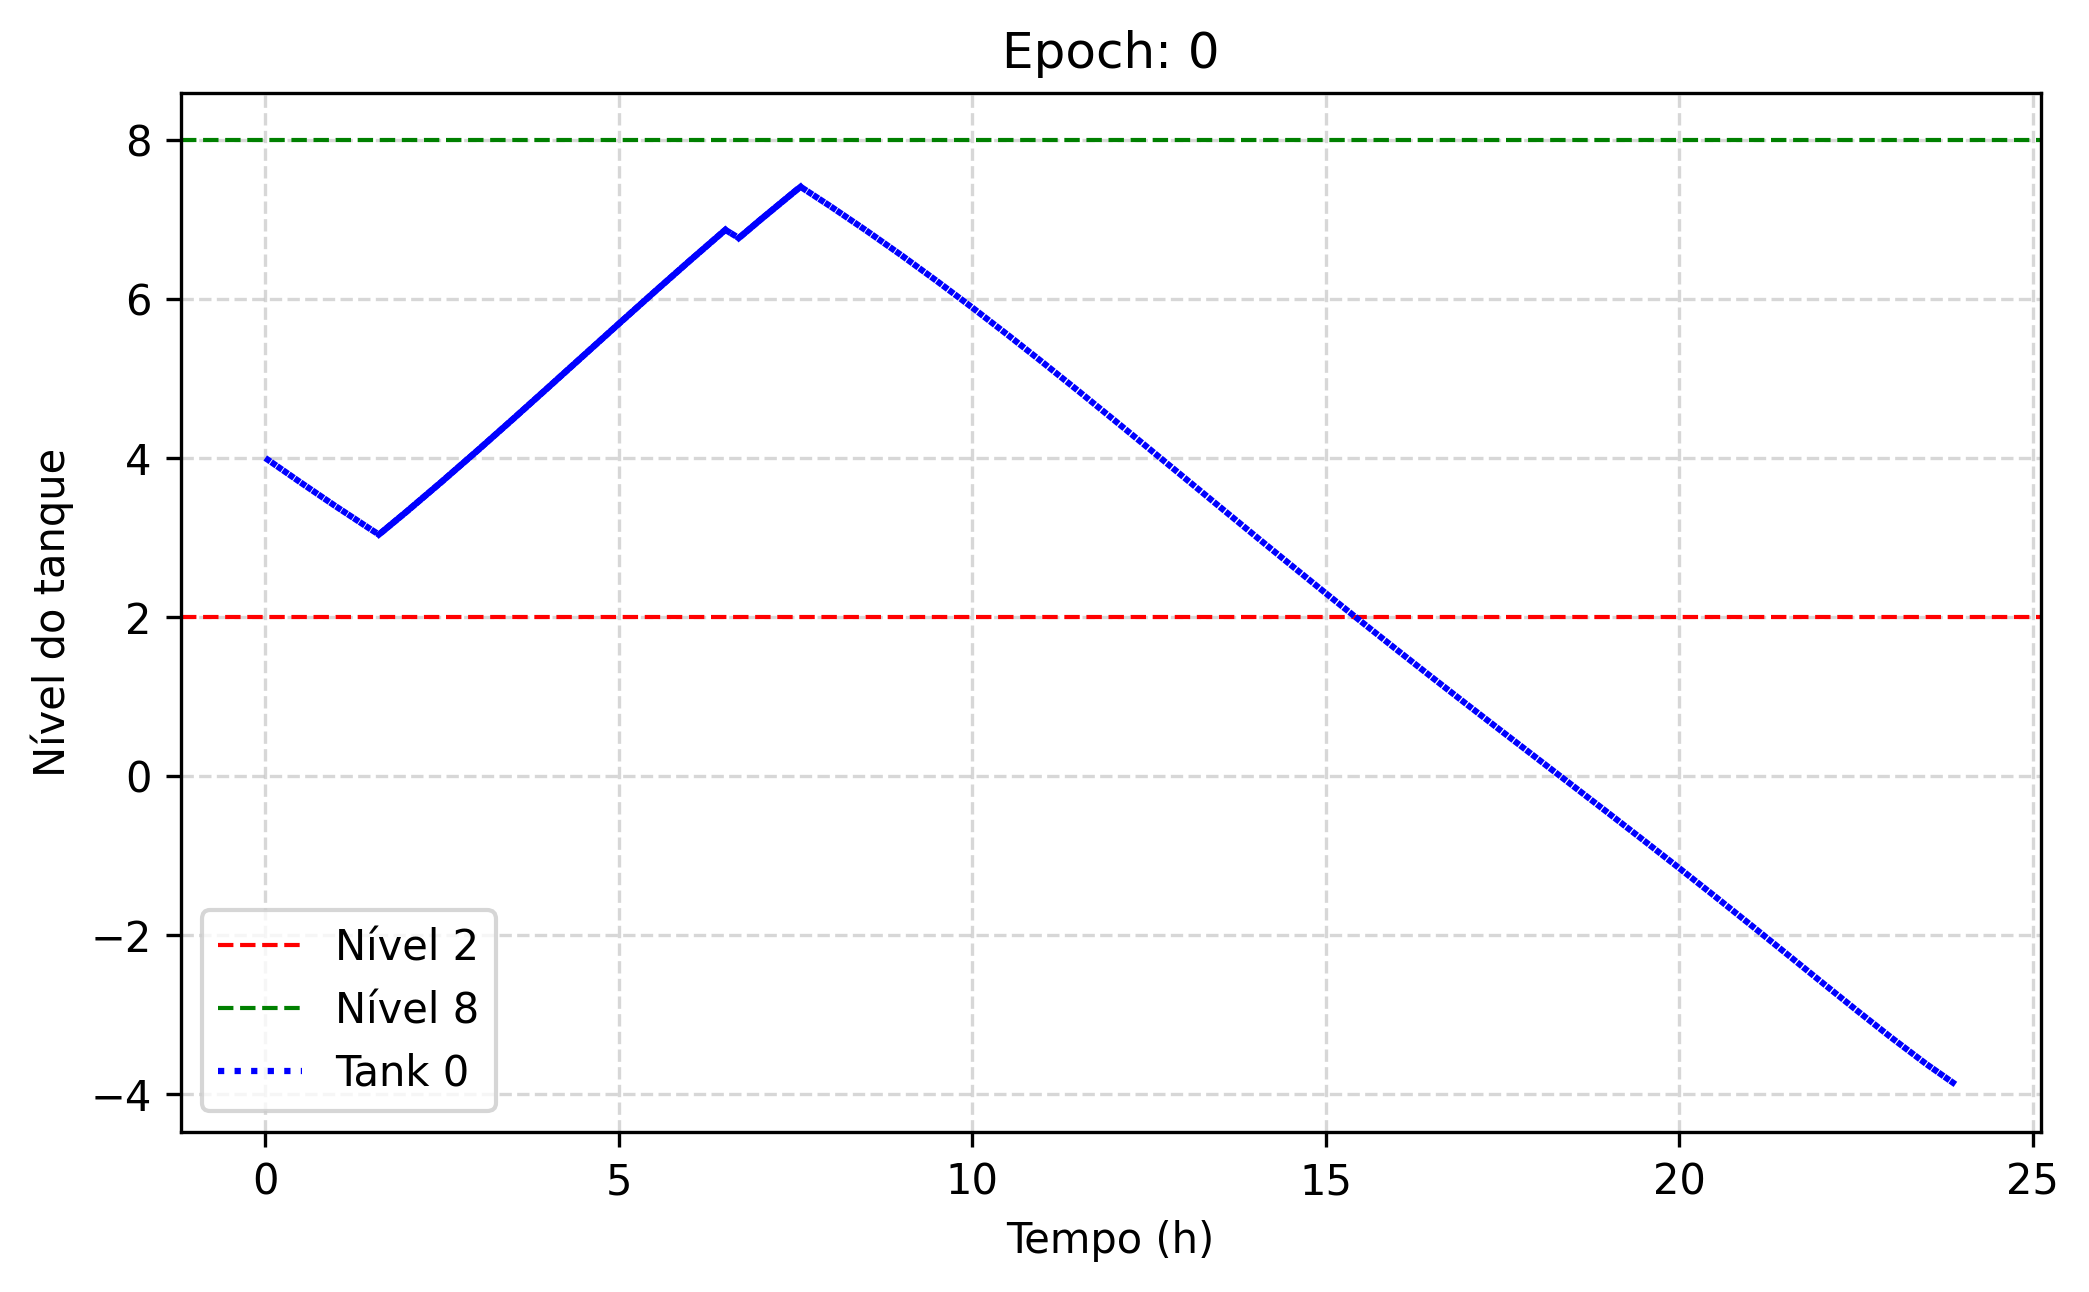 Epoch: 0
Nível do tanque
8
6
4
2
0
−2
−4
Nível 2
Nível 8
Tank 0
0 5 10 15 20 25
Tempo (h)